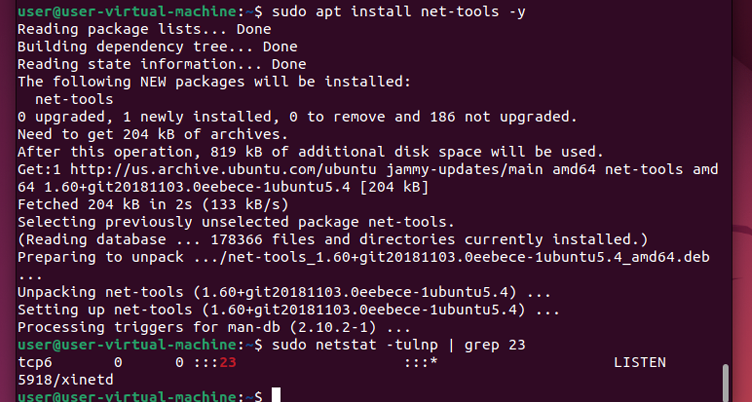 user@user-virtual-machine:~$ sudo apt install net-tools -y
Reading package lists... Done
Building dependency tree... Done
Reading state information... Done
The following NEW packages will be installed:
  net-tools
0 upgraded, 1 newly installed, 0 to remove and 186 not upgraded.
Need to get 204 kB of archives.
After this operation, 819 kB of additional disk space will be used.
Get:1 http://us.archive.ubuntu.com/ubuntu jammy-updates/main amd64 net-tools amd
64 1.60+git20181103.0eebece-1ubuntu5.4 [204 kB]
Fetched 204 kB in 2s (133 kB/s)
Selecting previously unselected package net-tools.
(Reading database ... 178366 files and directories currently installed.)
Preparing to unpack .../net-tools_1.60+git20181103.0eebece-1ubuntu5.4_amd64.deb
...
Unpacking net-tools (1.60+git20181103.0eebece-1ubuntu5.4) ...
Setting up net-tools (1.60+git20181103.0eebece-1ubuntu5.4) ...
Processing triggers for man-db (2.10.2-1) ...
user@user-virtual-machine:~$ sudo netstat -tulnp | grep 23
tcp6       0      0 :::23                   :::*                    LISTEN
5918/xinetd
user@user-virtual-machine:~$